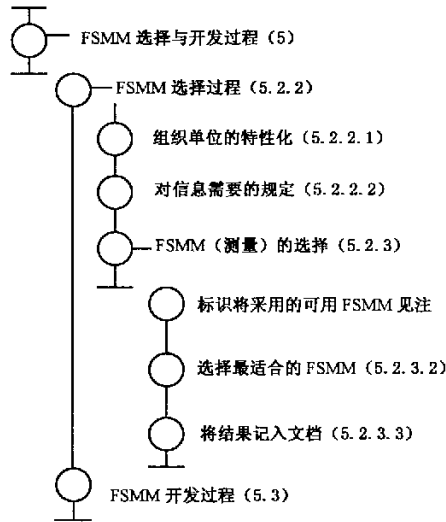 FSMM 选择与开发过程（5）
FSMM 选择过程（5.2.2）
组织单位的特性化（5.2.2.1）
对信息需要的规定（5.2.2.2）
FSMM（测量）的选择（5.2.3）
标识将采用的可用 FSMM 见注
选择最适合的 FSMM（5.2.3.2）
将结果记入文档（5.2.3.3）
FSMM 开发过程（5.3）